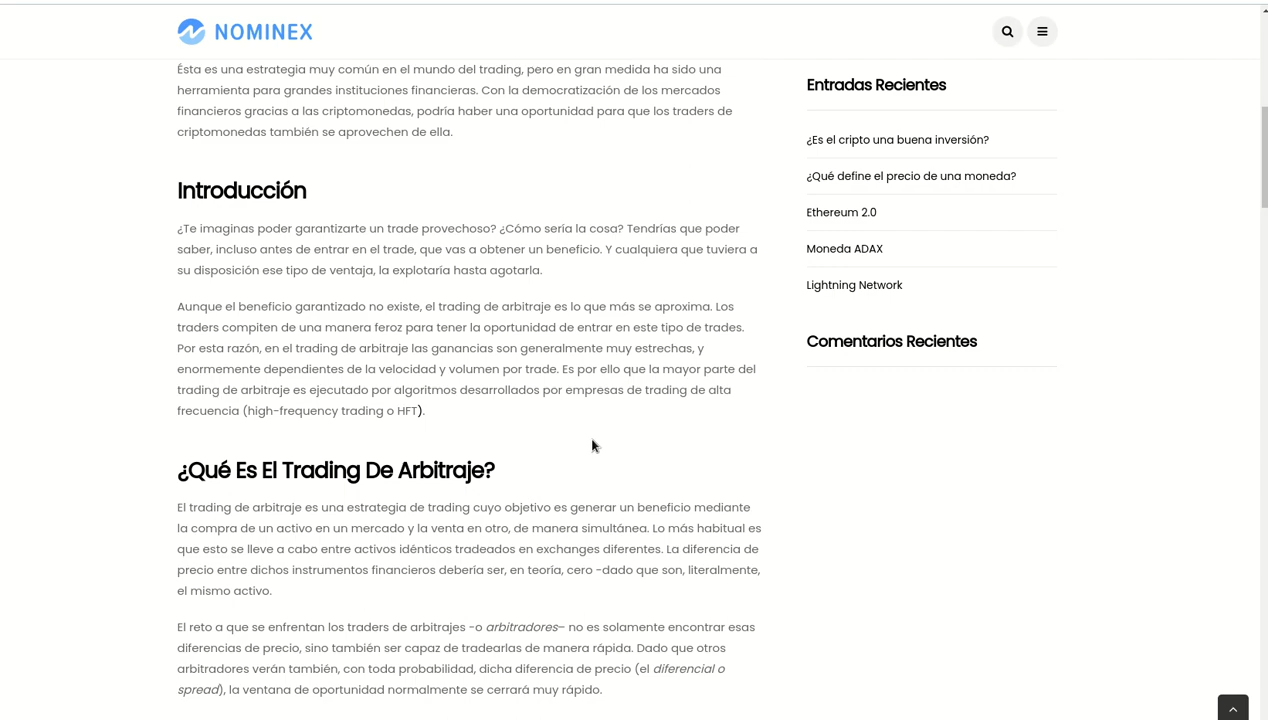 NOMINEX
Ésta es una estrategia muy común en el mundo del trading, pero en gran medida ha sido una
herramienta para grandes instituciones financieras. Con la democratización de los mercados
financieros gracias a las criptomonedas, podría haber una oportunidad para que los traders de
criptomonedas también se aprovechen de ella.
Introducción
¿Te imaginas poder garantizarte un trade provechoso? ¿Cómo sería la cosa? Tendrías que poder
saber, incluso antes de entrar en el trade, que vas a obtener un beneficio. Y cualquiera que tuviera a
su disposición ese tipo de ventaja, la explotaría hasta agotarla.
Aunque el beneficio garantizado no existe, el trading de arbitraje es lo que más se aproxima. Los
traders compiten de una manera feroz para tener la oportunidad de entrar en este tipo de trades.
Por esta razón, en el trading de arbitraje las ganancias son generalmente muy estrechas, y
enormemente dependientes de la velocidad y volumen por trade. Es por ello que la mayor parte del
trading de arbitraje es ejecutado por algoritmos desarrollados por empresas de trading de alta
frecuencia (high-frequency trading o HFT).
¿Qué Es El Trading De Arbitraje?
El trading de arbitraje es una estrategia de trading cuyo objetivo es generar un beneficio mediante
la compra de un activo en un mercado y la venta en otro, de manera simultánea. Lo más habitual es
que esto se lleve a cabo entre activos idénticos tradeados en exchanges diferentes. La diferencia de
precio entre dichos instrumentos financieros debería ser, en teoría, cero -dado que son, literalmente,
el mismo activo.
El reto a que se enfrentan los traders de arbitrajes -o arbitradores– no es solamente encontrar esas
diferencias de precio, sino también ser capaz de tradearlas de manera rápida. Dado que otros
arbitradores verán también, con toda probabilidad, dicha diferencia de precio (el diferencial o
spread), la ventana de oportunidad normalmente se cerrará muy rápido.
Entradas Recientes
¿Es el cripto una buena inversión?
¿Qué define el precio de una moneda?
Ethereum 2.0
Moneda ADAX
Lightning Network
Comentarios Recientes